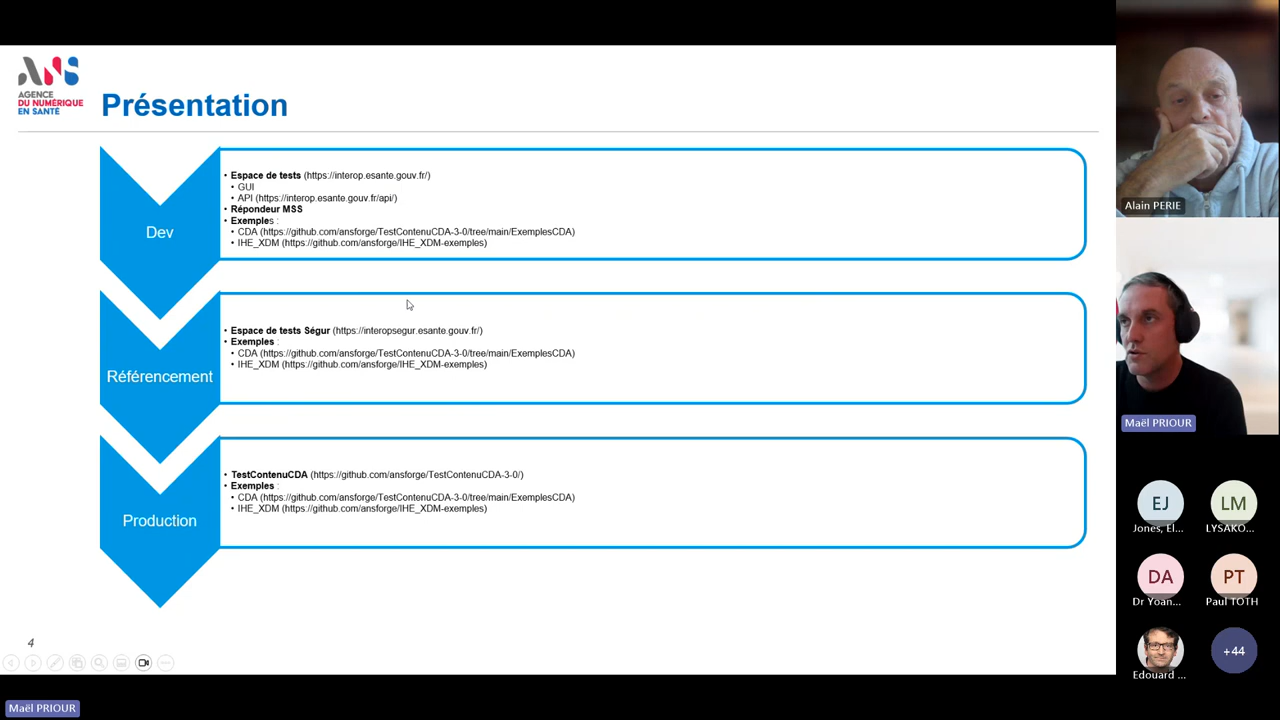 ANS
AGENCE
DU NUMÉRIQUE
EN SANTÉ
Présentation
Dev
• Espace de tests (https://interop.esante.gouv.fr/)
• GUI
• API (https://interop.esante.gouv.fr/api/)
• Répondeur MSS
• Exemples :
• CDA (https://github.com/ansforge/TestContenuCDA-3-0/tree/main/ExemplesCDA)
• IHE_XDM (https://github.com/ansforge/IHE_XDM-exemples)
Référencement
• Espace de tests Ségur (https://interopsegur.esante.gouv.fr/)
• Exemples :
• CDA (https://github.com/ansforge/TestContenuCDA-3-0/tree/main/ExemplesCDA)
• IHE_XDM (https://github.com/ansforge/IHE_XDM-exemples)
Production
• TestContenuCDA (https://github.com/ansforge/TestContenuCDA-3-0/)
• Exemples :
• CDA (https://github.com/ansforge/TestContenuCDA-3-0/tree/main/ExemplesCDA)
• IHE_XDM (https://github.com/ansforge/IHE_XDM-exemples)
4
Alain PERIE
Maël PRIOUR
EJ
Jones, El...
LM
LYSAKO...
DA
Dr Yoan...
PT
Paul TOTH
Edouard ...
+44
Maël PRIOUR